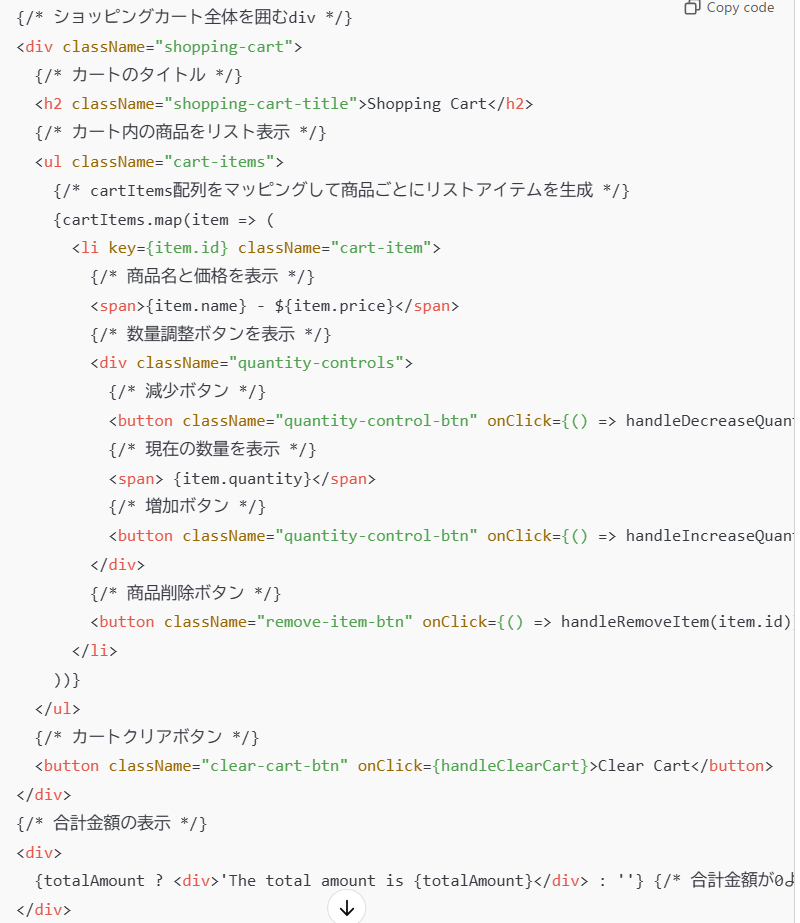 Copy code
{/* ショッピングカート全体を囲むdiv */}
<div className="shopping-cart">
  {/* カートのタイトル */}
  <h2 className="shopping-cart-title">Shopping Cart</h2>
  {/* カート内の商品をリスト表示 */}
  <ul className="cart-items">
    {/* cartItems配列をマッピングして商品ごとにリストアイテムを生成 */}
    {cartItems.map(item => (
      <li key={item.id} className="cart-item">
        {/* 商品名と価格を表示 */}
        <span>{item.name} - ${item.price}</span>
        {/* 数量調整ボタンを表示 */}
        <div className="quantity-controls">
          {/* 減少ボタン */}
          <button className="quantity-control-btn" onClick={() => handleDecreaseQuan
          {/* 現在の数量を表示 */}
          <span> {item.quantity}</span>
          {/* 増加ボタン */}
          <button className="quantity-control-btn" onClick={() => handleIncreaseQuan
        </div>
        {/* 商品削除ボタン */}
        <button className="remove-item-btn" onClick={() => handleRemoveItem(item.id)
      </li>
    ))}
  </ul>
  {/* カートクリアボタン */}
  <button className="clear-cart-btn" onClick={handleClearCart}>Clear Cart</button>
</div>
{/* 合計金額の表示 */}
<div>
  {totalAmount ? <div>'The total amount is {totalAmount}</div> : ''} {/* 合計金額が0よ
</div>